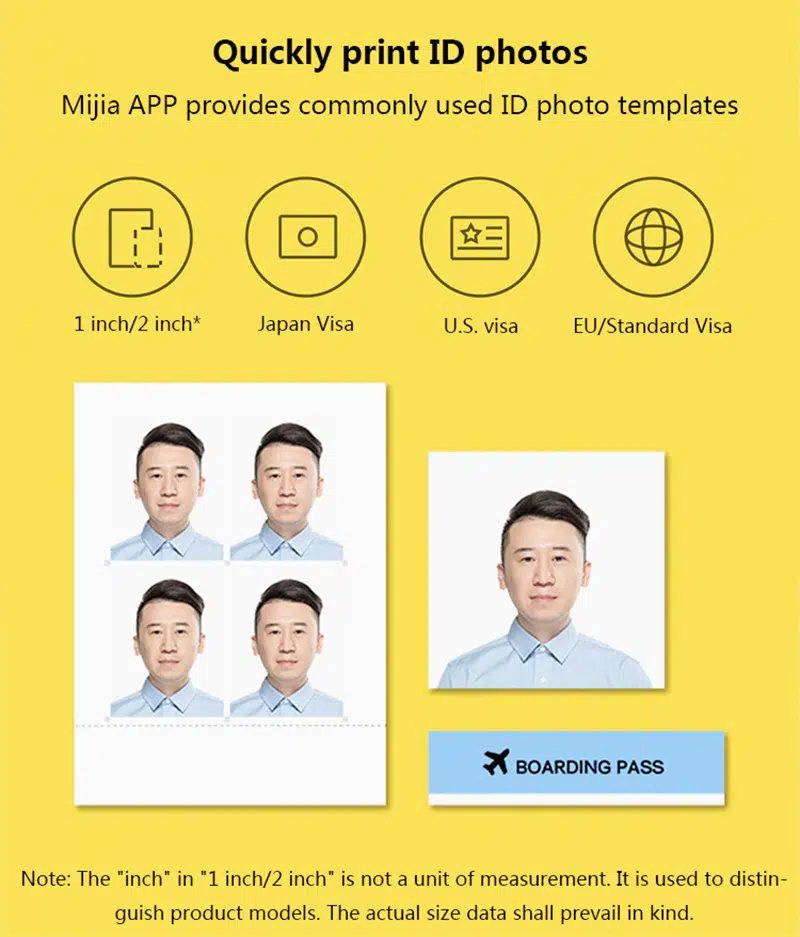 Quickly print ID photos
Mijia APP provides commonly used ID photo templates
1 inch/2 inch*
Japan Visa
U.S. visa
EU/Standard Visa
BOARDING PASS
Note: The "inch" in "1 inch/2 inch" is not a unit of measurement. It is used to distin-
guish product models. The actual size data shall prevail in kind.